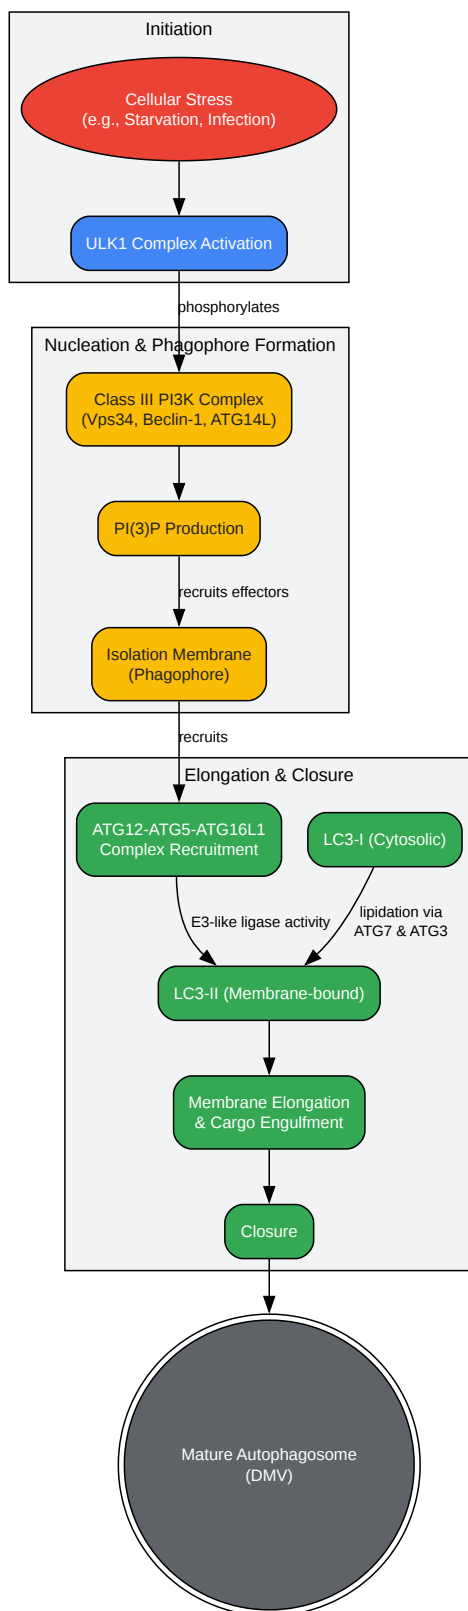 Initiation
Cellular Stress
(e.g., Starvation, Infection)
ULK1 Complex Activation
phosphorylates
Nucleation & Phagophore Formation
Class III PI3K Complex
(Vps34, Beclin-1, ATG14L)
PI(3)P Production
recruits effectors
Isolation Membrane
(Phagophore)
recruits
Elongation & Closure
ATG12-ATG5-ATG16L1
Complex Recruitment
LC3-I (Cytosolic)
E3-like ligase activity
lipidation via
ATG7 & ATG3
LC3-II (Membrane-bound)
Membrane Elongation
& Cargo Engulfment
Closure
Mature Autophagosome
(DMV)